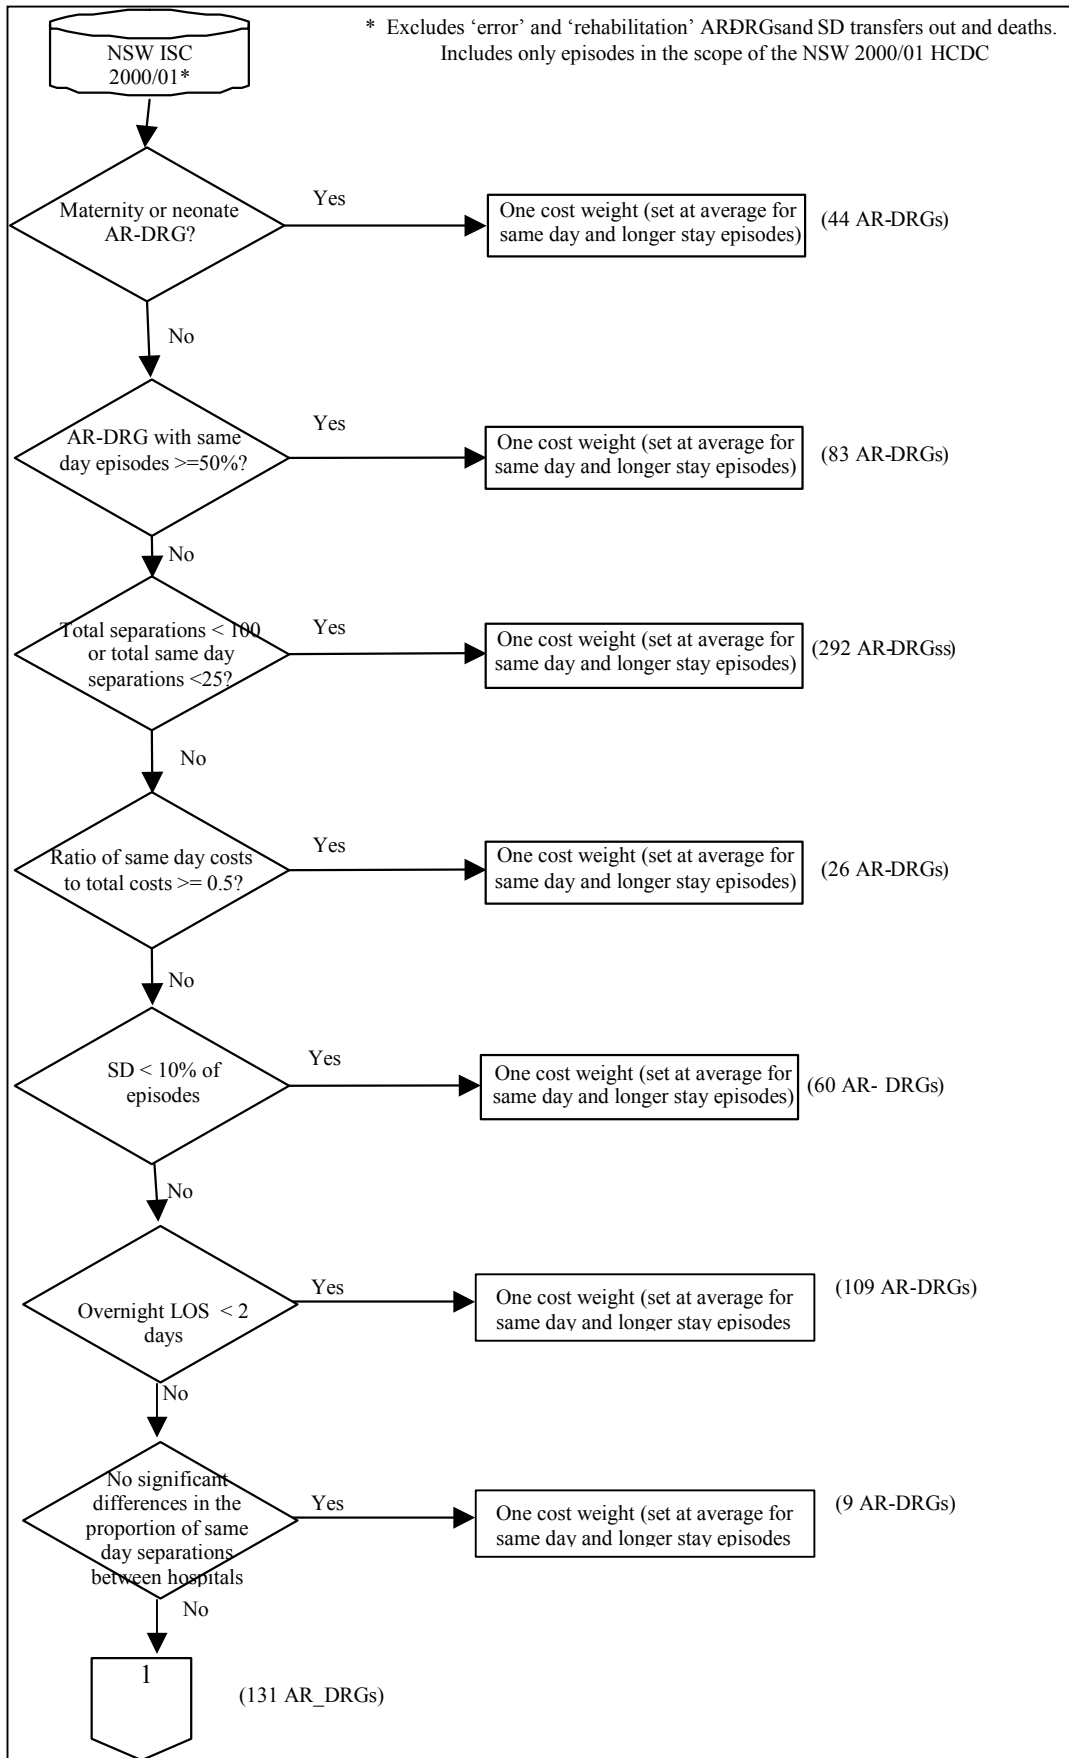 * Excludes ‘error’ and ‘rehabilitation’ ARDRGsand SD transfers out and deaths.
Includes only episodes in the scope of the NSW 2000/01 HCDC
NSW ISC
2000/01*
Maternity or neonate
AR-DRG?
Yes
One cost weight (set at average for
same day and longer stay episodes)
(44 AR-DRGs)
No
AR-DRG with same
day episodes >=50%?
Yes
One cost weight (set at average for
same day and longer stay episodes)
(83 AR-DRGs)
No
Total separations < 100
or total same day
separations <25?
Yes
One cost weight (set at average for
same day and longer stay episodes)
(292 AR-DRGss)
No
Ratio of same day costs
to total costs >= 0.5?
Yes
One cost weight (set at average for
same day and longer stay episodes)
(26 AR-DRGs)
No
SD < 10% of
episodes
Yes
One cost weight (set at average for
same day and longer stay episodes)
(60 AR- DRGs)
No
Overnight LOS < 2
days
Yes
One cost weight (set at average for
same day and longer stay episodes
(109 AR-DRGs)
No
No significant
differences in the
proportion of same
day separations
between hospitals
Yes
One cost weight (set at average for
same day and longer stay episodes
(9 AR-DRGs)
No
1
(131 AR_DRGs)